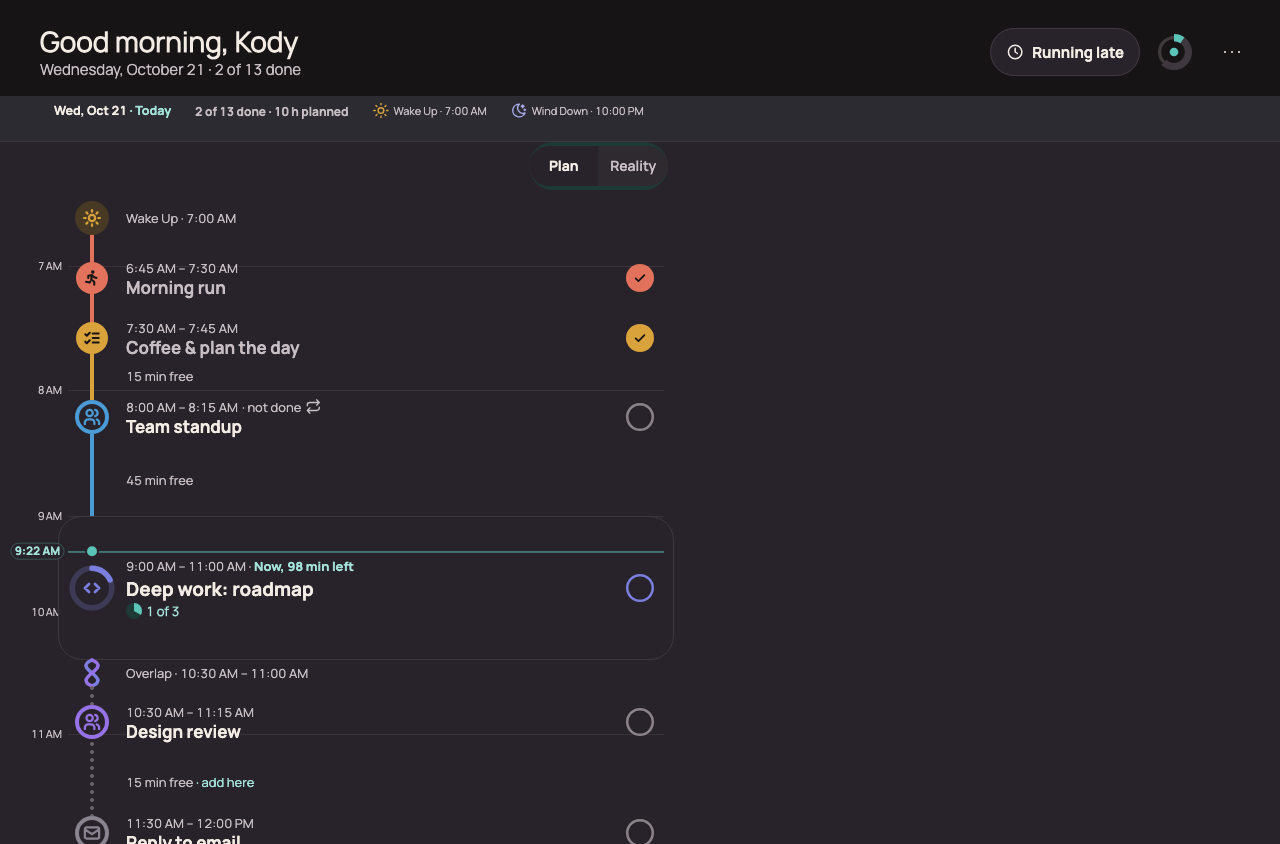 Good morning, Kody
Wednesday, October 21 · 2 of 13 done
Running late
Wed, Oct 21 · Today
2 of 13 done · 10 h planned
Wake Up · 7:00 AM
Wind Down · 10:00 PM
Plan
Reality
Wake Up · 7:00 AM
7 AM
6:45 AM – 7:30 AM
Morning run
7:30 AM – 7:45 AM
Coffee & plan the day
15 min free
8 AM
8:00 AM – 8:15 AM · not done
Team standup
45 min free
9 AM
9:22 AM
9:00 AM – 11:00 AM · Now, 98 min left
Deep work: roadmap
10 AM
1 of 3
Overlap · 10:30 AM – 11:00 AM
10:30 AM – 11:15 AM
Design review
11 AM
15 min free · add here
11:30 AM – 12:00 PM
Reply to email